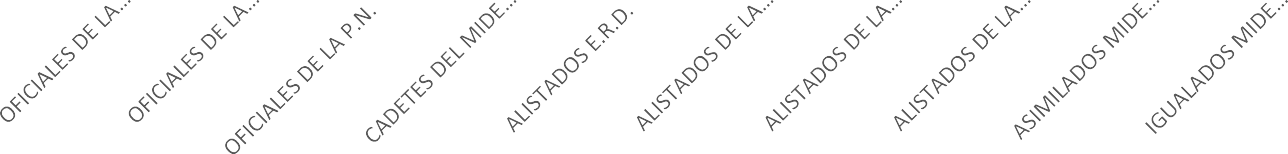 OFICIALES DE LA...
OFICIALES DE LA...
OFICIALES DE LA P.N.
CADETES DEL MIDE...
ALISTADOS E.R.D.
ALISTADOS DE LA...
ALISTADOS DE LA...
ALISTADOS DE LA...
ASIMILADOS MIDE...
IGUALADOS MIDE...